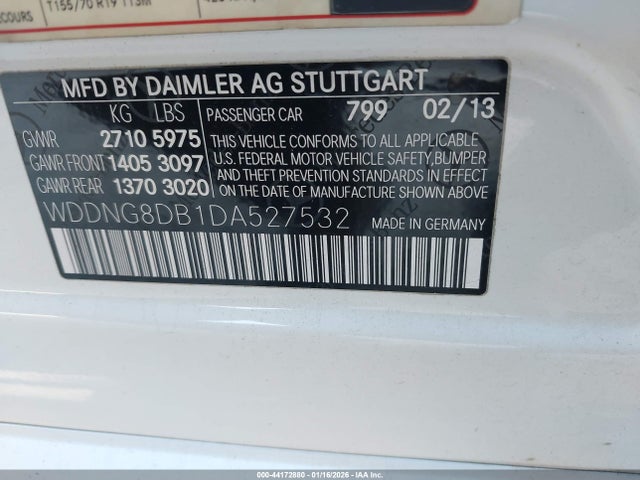 T155/70 R19 113M
MFD BY DAIMLER AG STUTTGART
KG LBS PASSENGER CAR 799 02/13
GVWR 2710 5975
GAWR FRONT 1405 3097
GAWR REAR 1370 3020
THIS VEHICLE CONFORMS TO ALL APPLICABLE
U.S. FEDERAL MOTOR VEHICLE SAFETY, BUMPER
AND THEFT PREVENTION STANDARDS IN
EFFECT ON THE DATE OF MANUFACTURE
SHOWN ABOVE.
WDDNG8DB1DA527532 MADE IN GERMANY
000-44172880 - 01/16/2026 - IAAI.com